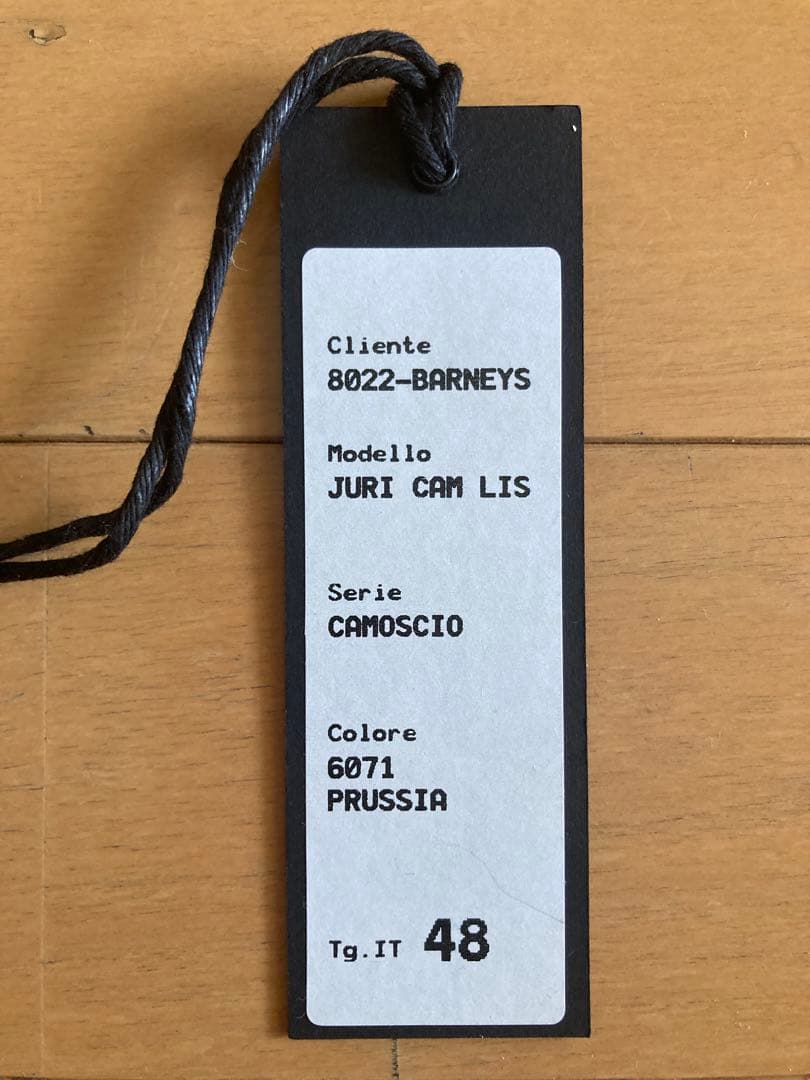 Cliente
8022-BARNEYS
Modello
JURI CAM LIS
Serie
CAMOSCIO
Colore
6071
PRUSSIA
Tg.IT 48